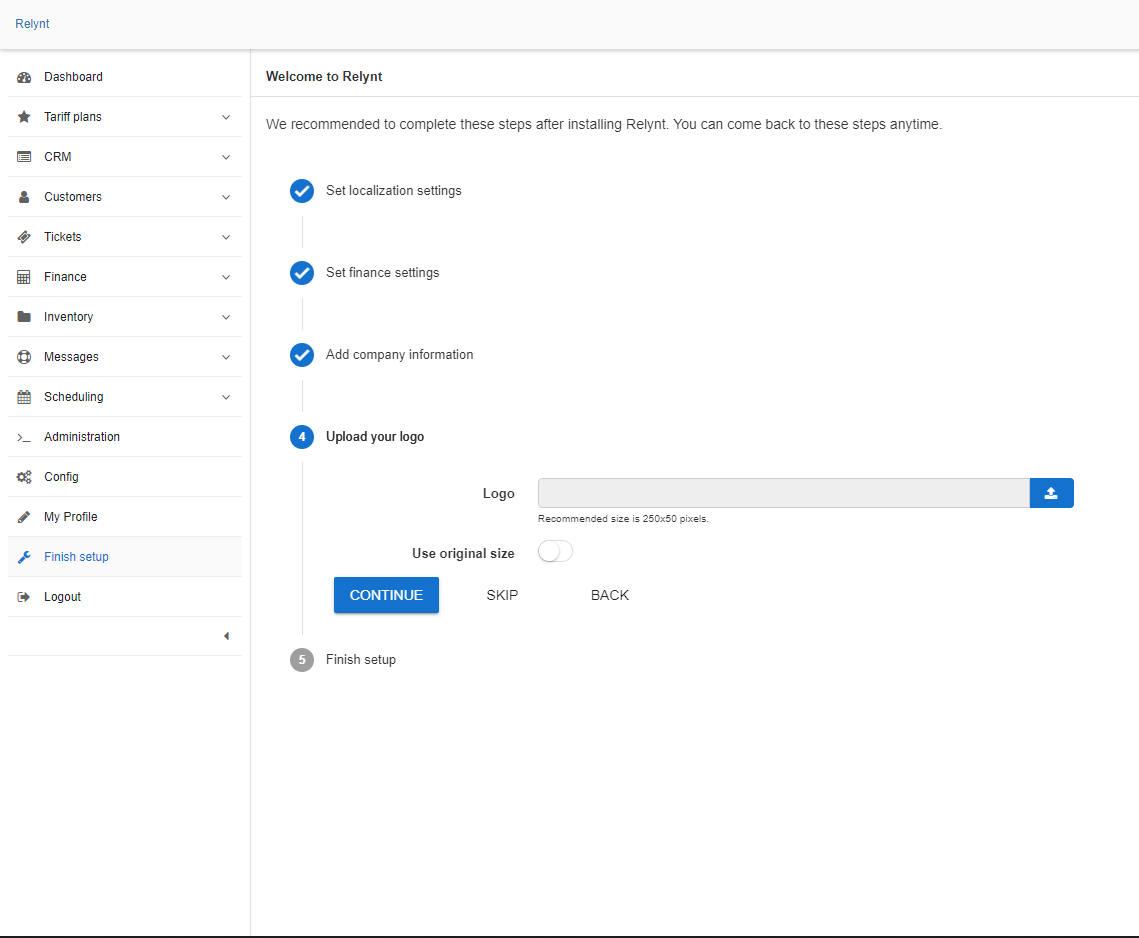 Relynt
Dashboard
Tariff plans
CRM
Customers
Tickets
Finance
Inventory
Messages
Scheduling
Administration
Config
My Profile
Finish setup
Logout
Welcome to Relynt
We recommended to complete these steps after installing Relynt. You can come back to these steps anytime.
Set localization settings
Set finance settings
Add company information
4 Upload your logo
Logo
Recommended size is 250x50 pixels.
Use original size
CONTINUE SKIP BACK
5 Finish setup